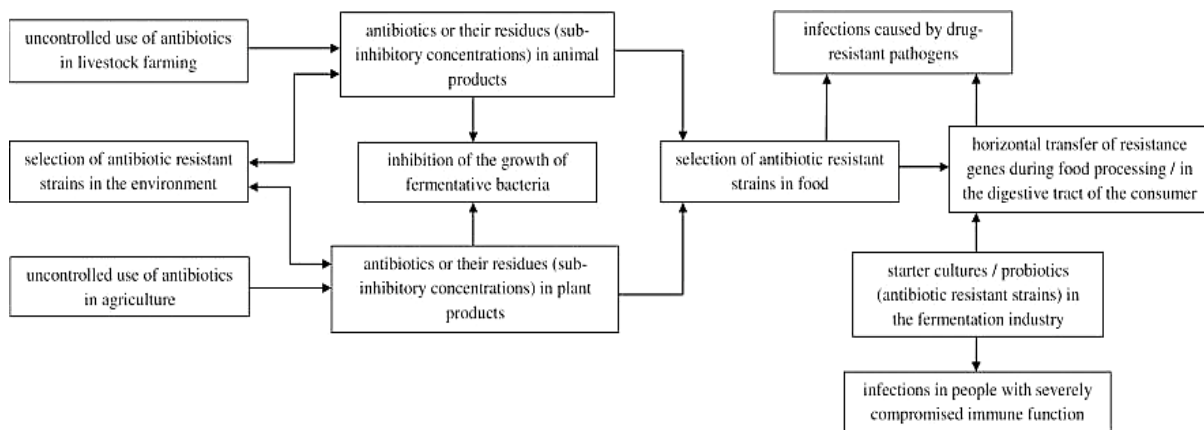 uncontrolled use of antibiotics
in livestock farming
antibiotics or their residues (sub-
inhibitory concentrations) in animal
products
infections caused by drug-
resistant pathogens
selection of antibiotic resistant
strains in the environment
inhibition of the growth of
fermentative bacteria
selection of antibiotic resistant
strains in food
horizontal transfer of resistance
genes during food processing / in
the digestive tract of the consumer
uncontrolled use of antibiotics
in agriculture
antibiotics or their residues (sub-
inhibitory concentrations) in plant
products
starter cultures / probiotics
(antibiotic resistant strains) in
the fermentation industry
infections in people with severely
compromised immune function